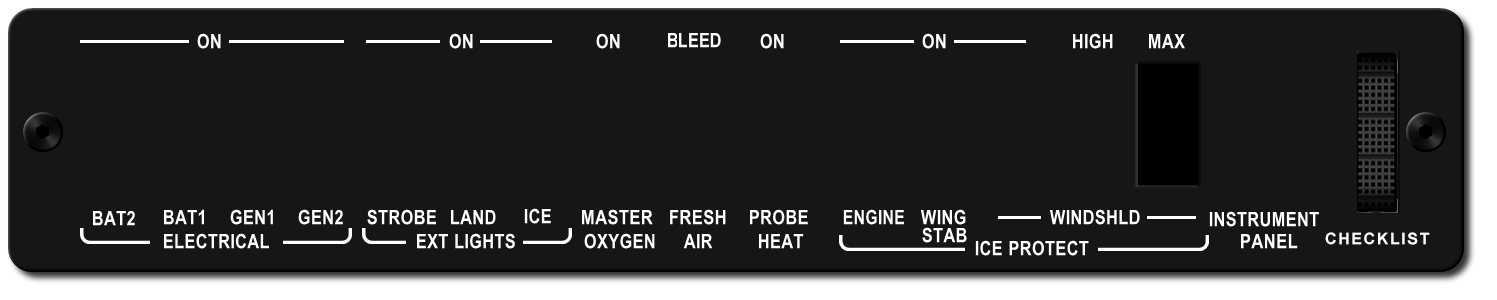 ON ON ON BLEED ON ON HIGH MAX
BAT2 BAT1 GEN1 GEN2 STROBE LAND ICE MASTER FRESH PROBE ENGINE WING WINDSHLD INSTRUMENT
ELECTRICAL EXT LIGHTS OXYGEN AIR HEAT STAB ICE PROTECT PANEL CHECKLIST